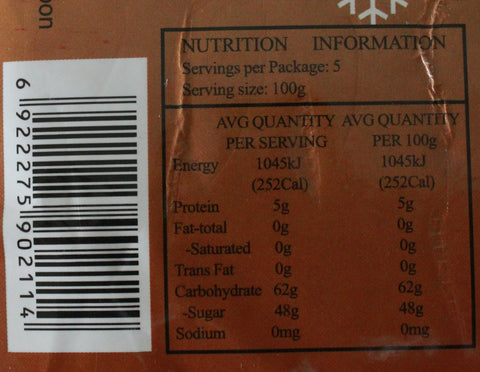 oon
NUTRITION INFORMATION
Servings per Package: 5
Serving size: 100g
AVG QUANTITY AVG QUANTITY
PER SERVING PER 100g
Energy 1045kJ 1045kJ
(252Cal) (252Cal)
Protein 5g 5g
Fat-total 0g 0g
-Saturated 0g 0g
Trans Fat 0g 0g
Carbohydrate 62g 62g
-Sugar 48g 48g
Sodium 0mg 0mg
6 922275 902114